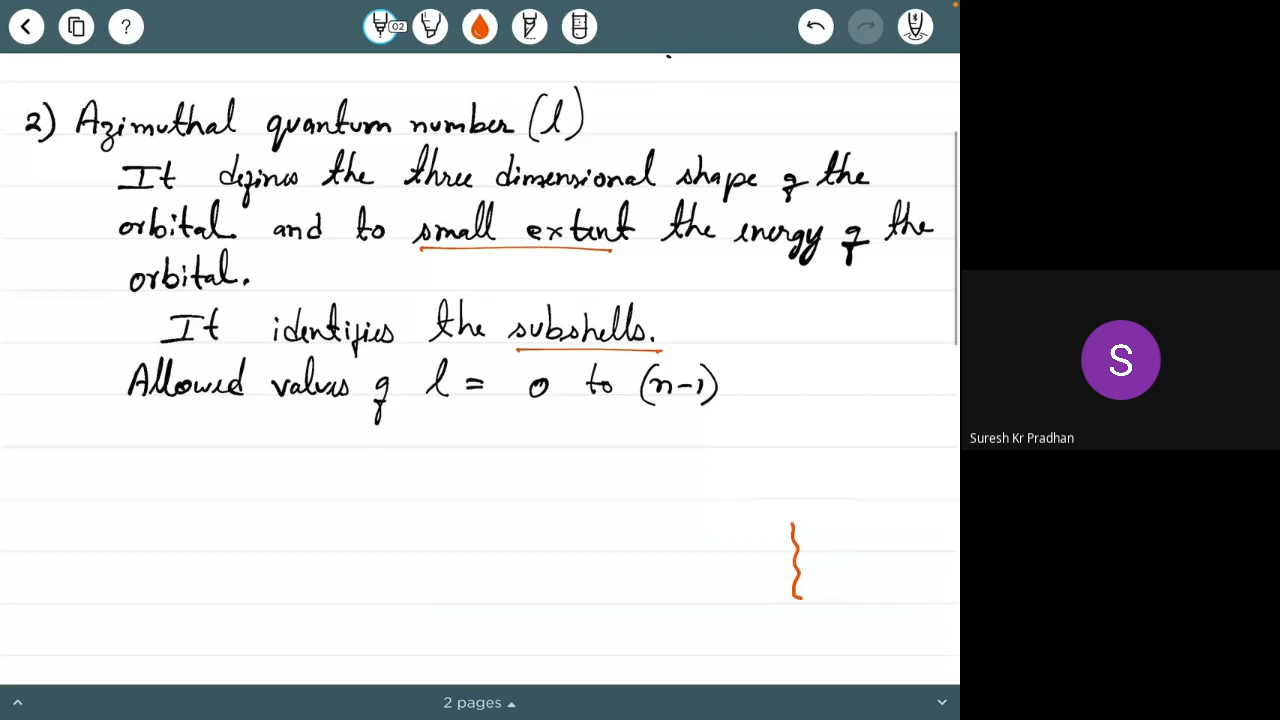 02
2) Azimuthal quantum number (l)
It defines the three dimensional shape of the
orbital and to small extent the energy of the
orbital.
It identifies the subshells.
Allowed values of l = 0 to (n-1)
S
Suresh Kr Pradhan
2 pages